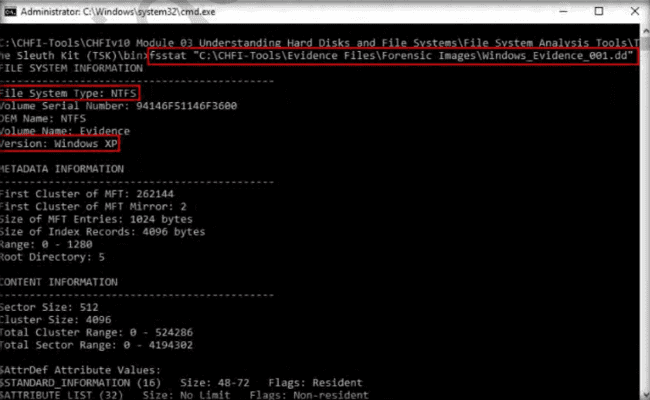 Administrator: C:\Windows\system32\cmd.exe
C:\CHFI-Tools\CHFIv10 Module 03 Understanding Hard Disks and File Systems\File System Analysis Tools\T
he Sleuth Kit (TSK)\bin>fsstat "C:\CHFI-Tools\Evidence Files\Forensic Images\Windows_Evidence_001.dd"
FILE SYSTEM INFORMATION
--------------------------------------------
File System Type: NTFS
Volume Serial Number: 94146F51146F3600
OEM Name: NTFS
Volume Name: Evidence
Version: Windows XP
METADATA INFORMATION
--------------------------------------------
First Cluster of MFT: 262144
First Cluster of MFT Mirror: 2
Size of MFT Entries: 1024 bytes
Size of Index Records: 4096 bytes
Range: 0 - 1280
Root Directory: 5
CONTENT INFORMATION
--------------------------------------------
Sector Size: 512
Cluster Size: 4096
Total Cluster Range: 0 - 524286
Total Sector Range: 0 - 4194302
$AttrDef Attribute Values:
$STANDARD_INFORMATION (16)   Size: 48-72   Flags: Resident
$ATTRIBUTE_LIST (32)   Size: No Limit   Flags: Non-resident